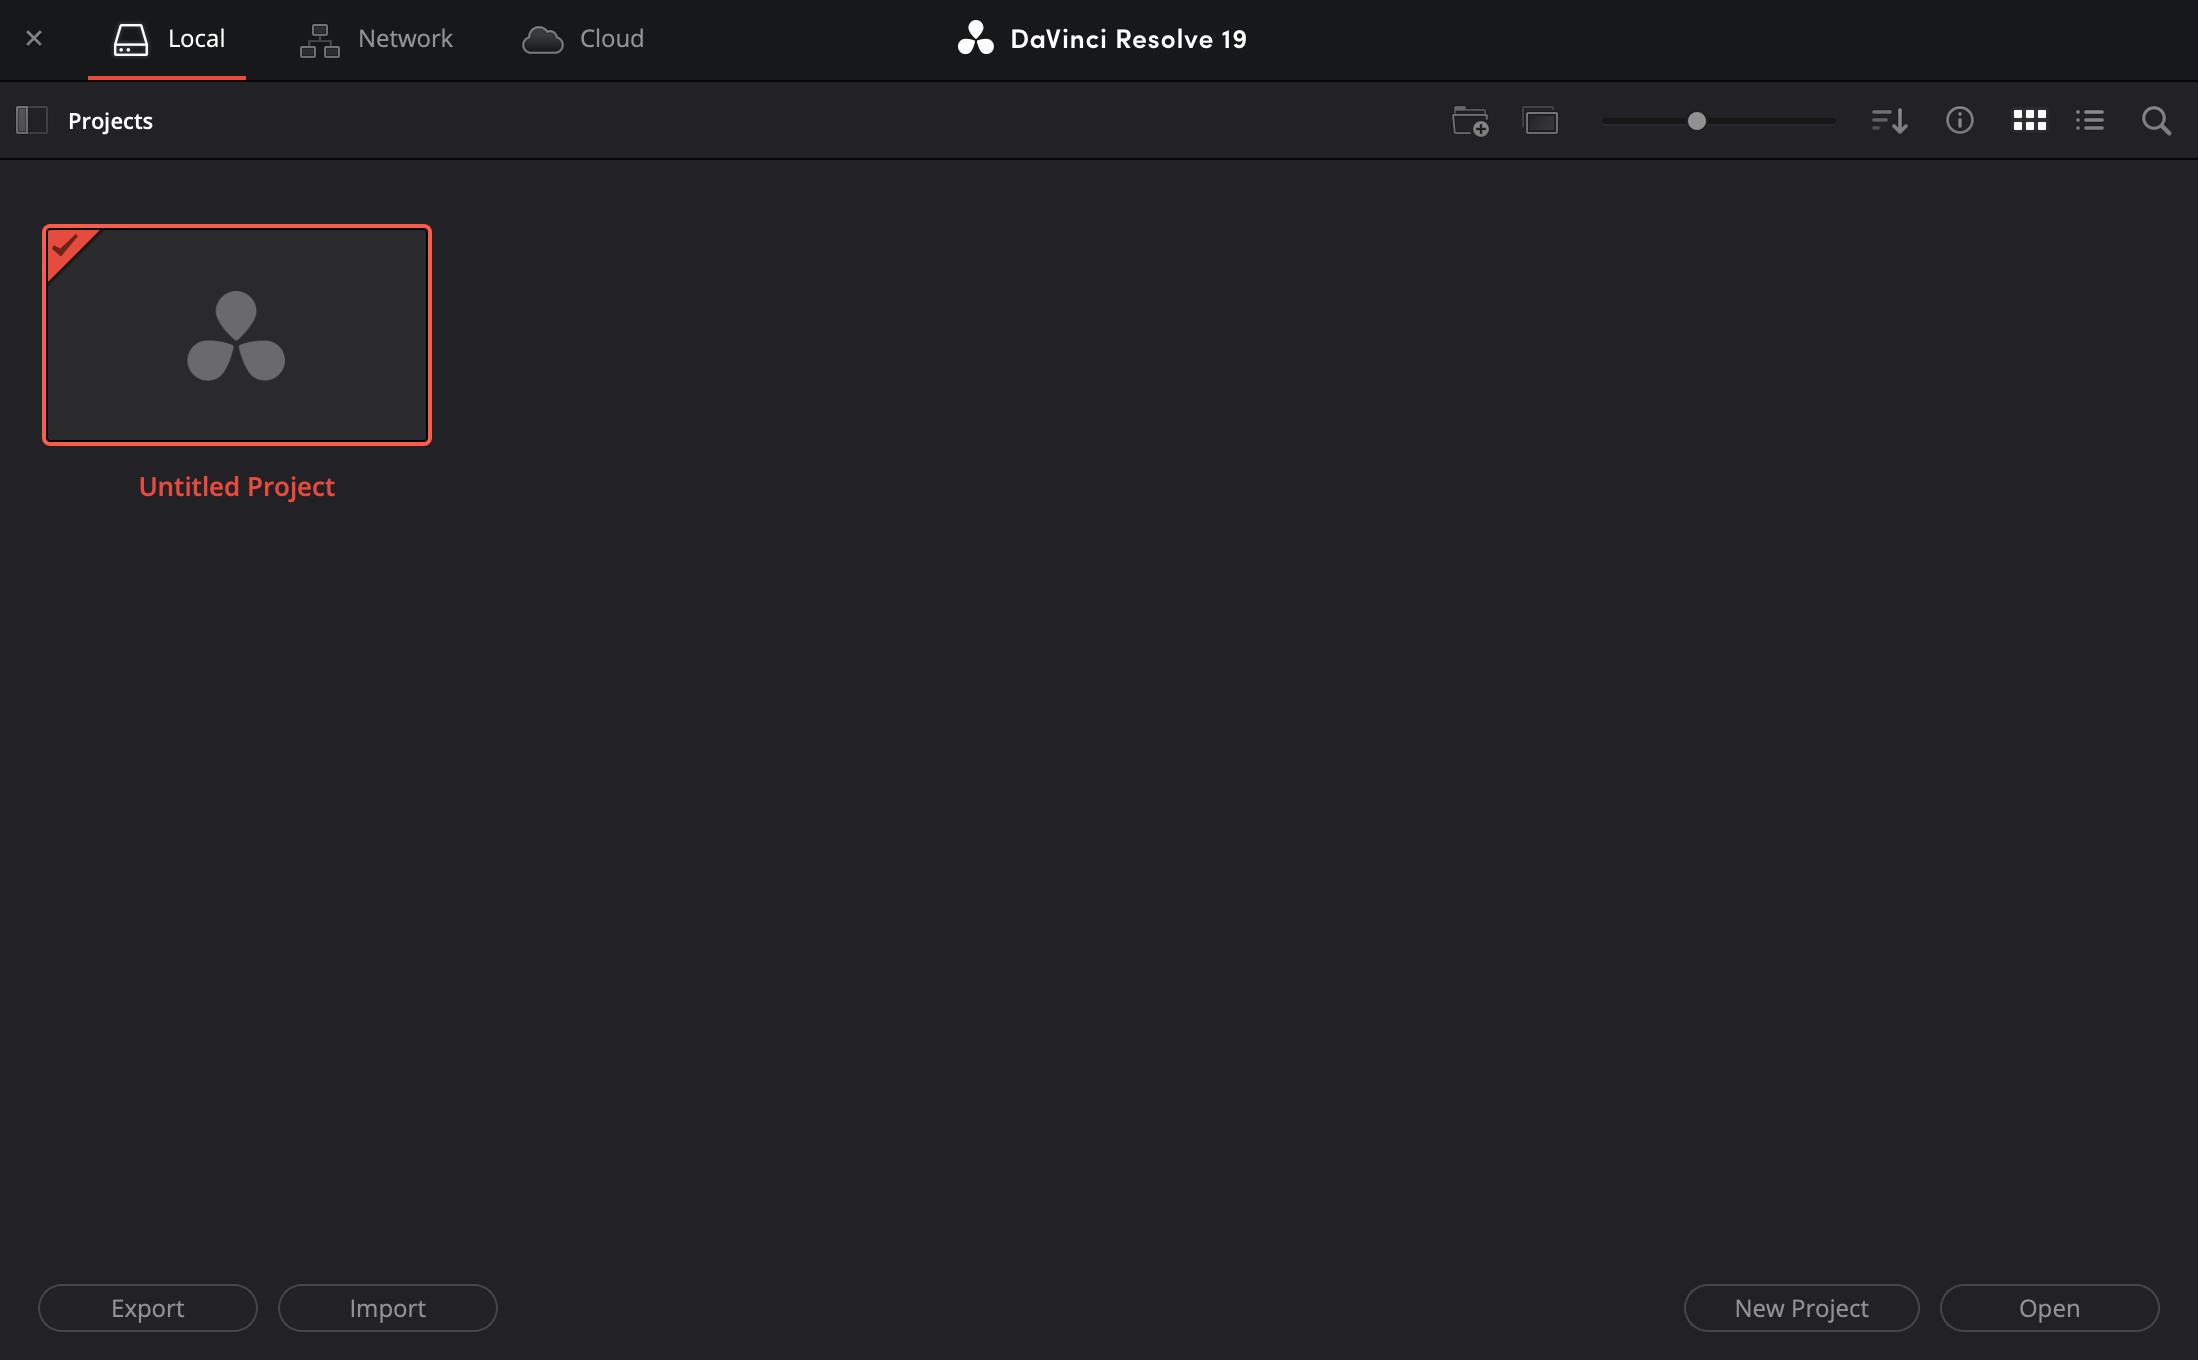 Local
Network
Cloud
DaVinci Resolve 19
Projects
Untitled Project
Export
Import
New Project
Open